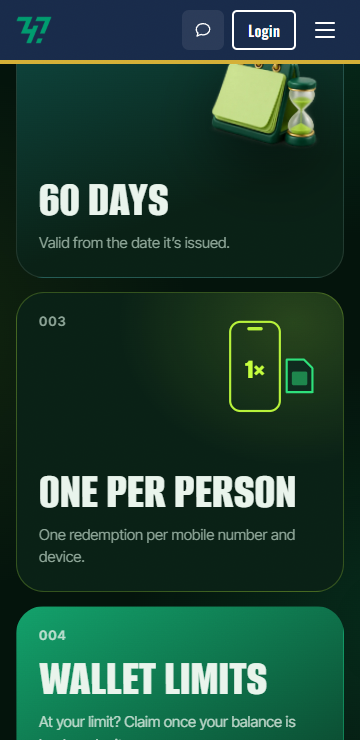 Login
60 DAYS
Valid from the date it's issued.
003
1×
ONE PER PERSON
One redemption per mobile number and
device.
004
WALLET LIMITS
At your limit? Claim once your balance is